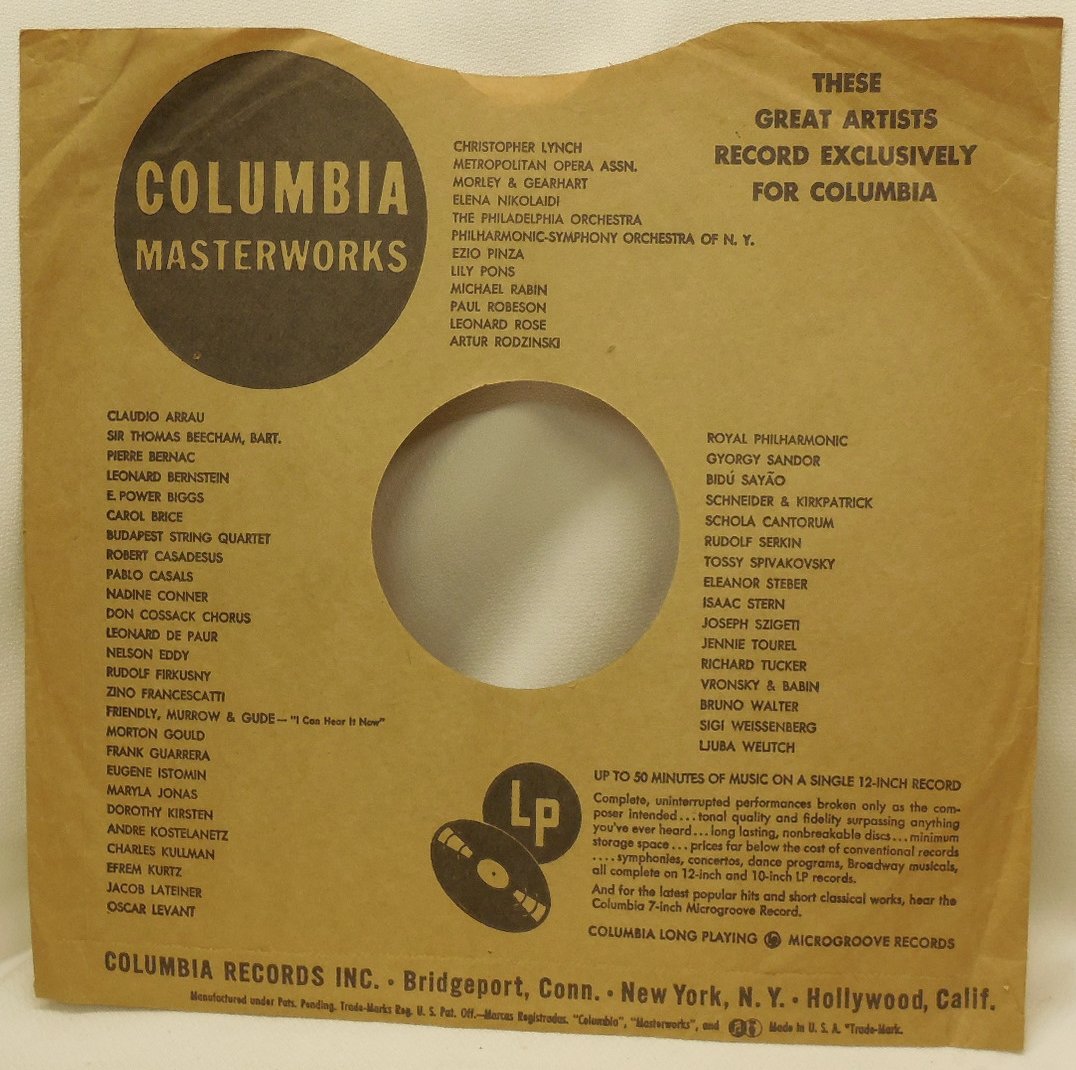 COLUMBIA
MASTERWORKS
THESE
GREAT ARTISTS
RECORD EXCLUSIVELY
FOR COLUMBIA
CLAUDIO ARRAU
SIR THOMAS BEECHAM, BART.
PIERRE BERNAC
LEONARD BERNSTEIN
E. POWER BIGGS
CAROL BRICE
BUDAPEST STRING QUARTET
ROBERT CASADESUS
PABLO CASALS
NADINE CONNER
DON COSSACK CHORUS
LEONARD DE PAUR
NELSON EDDY
RUDOLF FIRKUSNY
ZINO FRANCESCATTI
FRIENDLY, MURROW & GUDE — "I Can Hear It Now"
MORTON GOULD
FRANK GUARRERA
EUGENE ISTOMIN
MARYLA JONAS
DOROTHY KIRSTEN
ANDRE KOSTELANETZ
CHARLES KULLMAN
EFREM KURTZ
JACOB LATEINER
OSCAR LEVANT
CHRISTOPHER LYNCH
METROPOLITAN OPERA ASSN.
MORLEY & GEARHART
ELENA NIKOLAIDI
THE PHILADELPHIA ORCHESTRA
PHILHARMONIC-SYMPHONY ORCHESTRA OF N. Y.
EZIO PINZA
LILY PONS
MICHAEL RABIN
PAUL ROBESON
LEONARD ROSE
ARTUR RODZINSKI
ROYAL PHILHARMONIC
GYORGY SANDOR
BIDÚ SAYÃO
SCHNEIDER & KIRKPATRICK
SCHOLA CANTORUM
RUDOLF SERKIN
TOSSY SPIVAKOVSKY
ELEANOR STEBER
ISAAC STERN
JOSEPH SZIGETI
JENNIE TOUREL
RICHARD TUCKER
VRONSKY & BABIN
BRUNO WALTER
SIGI WEISSENBERG
LJUBA WELITCH
LP
UP TO 50 MINUTES OF MUSIC ON A SINGLE 12-INCH RECORD
Complete, uninterrupted performances broken only as the com-
poser intended...tonal quality and fidelity surpassing anything
you've ever heard...long lasting, nonbreakable discs...minimum
storage space...prices far below the cost of conventional records
....symphonies, concertos, dance programs, Broadway musicals,
all complete on 12-inch and 10-inch LP records.
And for the latest popular hits and short classical works, hear the
Columbia 7-inch Microgroove Record.
COLUMBIA LONG PLAYING LP MICROGROOVE RECORDS
COLUMBIA RECORDS INC. • Bridgeport, Conn. • New York, N. Y. • Hollywood, Calif.
Manufactured under Pats. Pending. Trade-Marks Reg. U. S. Pat. Off.—Marcas Registradas. "Columbia", "Masterworks", and Made in U. S. A. "Trade-Mark.